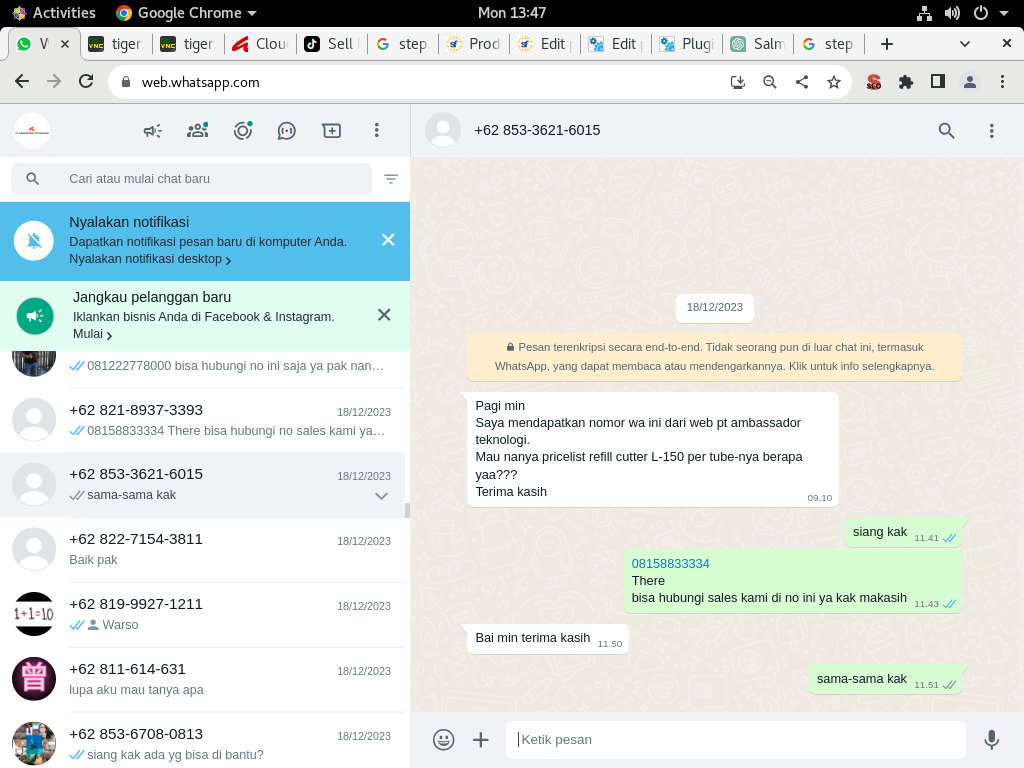 Activities
Google Chrome
Mon 13:47
W
tiger.
tiger.
Clou
Sell
step
Prod
Edit
Edit
Plugi
Salm
step
web.whatsapp.com
SEO
+62 853-3621-6015
Cari atau mulai chat baru
Nyalakan notifikasi
Dapatkan notifikasi pesan baru di komputer Anda.
Nyalakan notifikasi desktop >
Jangkau pelanggan baru
Iklankan bisnis Anda di Facebook & Instagram.
Mulai >
081222778000 bisa hubungi no ini saja ya pak nan…
+62 821-8937-3393
18/12/2023
08158833334 There bisa hubungi no sales kami ya…
+62 853-3621-6015
18/12/2023
sama-sama kak
+62 822-7154-3811
18/12/2023
Baik pak
1+1=10
+62 819-9927-1211
18/12/2023
Warso
曾
+62 811-614-631
18/12/2023
lupa aku mau tanya apa
+62 853-6708-0813
18/12/2023
siang kak ada yg bisa di bantu?
18/12/2023
Pesan terenkripsi secara end-to-end. Tidak seorang pun di luar chat ini, termasuk
WhatsApp, yang dapat membaca atau mendengarkannya. Klik untuk info selengkapnya.
Pagi min
Saya mendapatkan nomor wa ini dari web pt ambassador
teknologi.
Mau nanya pricelist refill cutter L-150 per tube-nya berapa
yaa???
Terima kasih
09.10
siang kak 11.41
08158833334
There
bisa hubungi sales kami di no ini ya kak makasih 11.43
Bai min terima kasih 11.50
sama-sama kak 11.51
Ketik pesan